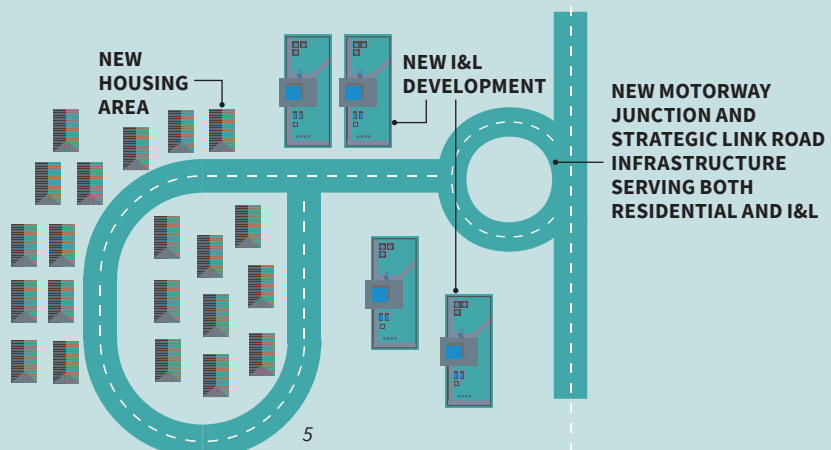 NEW
HOUSING
AREA
NEW I&L
DEVELOPMENT
NEW MOTORWAY
JUNCTION AND
STRATEGIC LINK ROAD
INFRASTRUCTURE
SERVING BOTH
RESIDENTIAL AND I&L
5